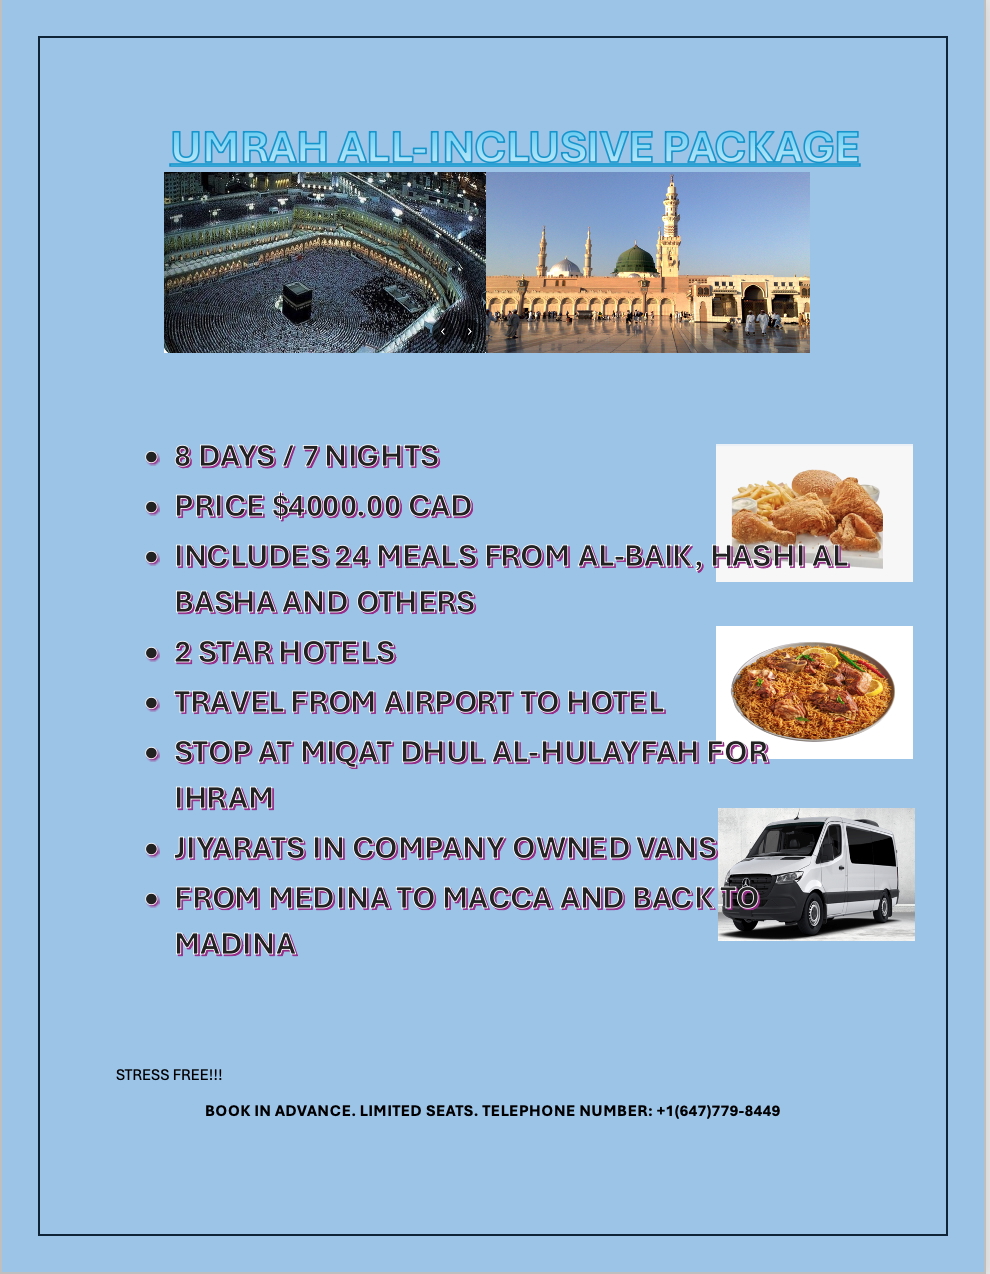 UMRAH ALL-INCLUSIVE PACKAGE
• 8 DAYS / 7 NIGHTS
• PRICE $4000.00 CAD
• INCLUDES 24 MEALS FROM AL-BAIK, HASHI AL
BASHA AND OTHERS
• 2 STAR HOTELS
• TRAVEL FROM AIRPORT TO HOTEL
• STOP AT MIQAT DHUL AL-HULAYFAH FOR
IHRAM
• JIYARATS IN COMPANY OWNED VANS
• FROM MEDINA TO MACCA AND BACK TO
MADINA
STRESS FREE!!!
BOOK IN ADVANCE. LIMITED SEATS. TELEPHONE NUMBER: +1(647)779-8449